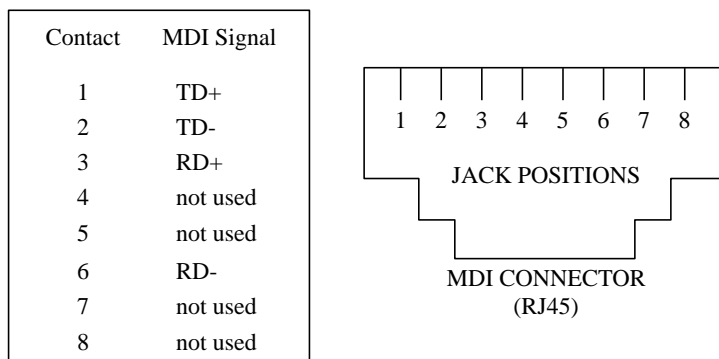 Contact MDI Signal
1 TD+
2 TD-
3 RD+
4 not used
5 not used
6 RD-
7 not used
8 not used
1 2 3 4 5 6 7 8
JACK POSITIONS
MDI CONNECTOR
(RJ45)